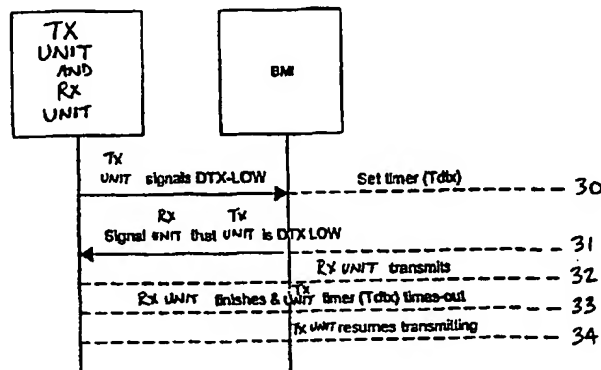 TX
UNIT
AND
RX
UNIT
BMI
TX
UNIT signals DTX-LOW
Set timer (Tdtx)
30
RX TX
Signal UNIT that UNIT is DTX LOW
31
RX UNIT transmits
32
TX
RX UNIT finishes & UNIT timer (Tdtx) times-out
33
TX UNIT resumes transmitting
34